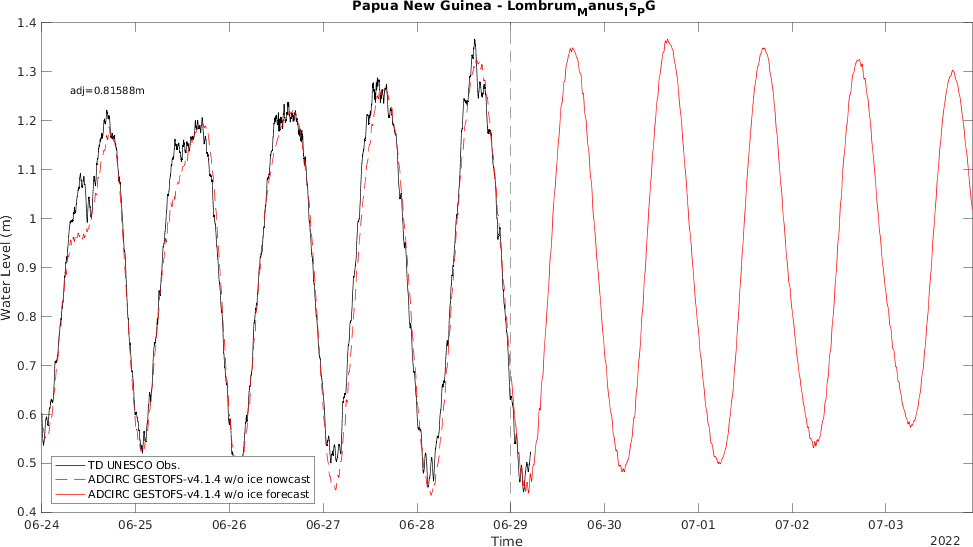 Papua New Guinea - LombrumManusIsPG
1.4
1.3
adj=0.81588m
1.2
1.1
1
0.9
0.8
0.7
0.6
0.5
0.4
Water Level (m)
TD UNESCO Obs.
ADCIRC GESTOFS-v4.1.4 w/o ice nowcast
ADCIRC GESTOFS-v4.1.4 w/o ice forecast
06-24 06-25 06-26 06-27 06-28 06-29 06-30 07-01 07-02 07-03
Time
2022